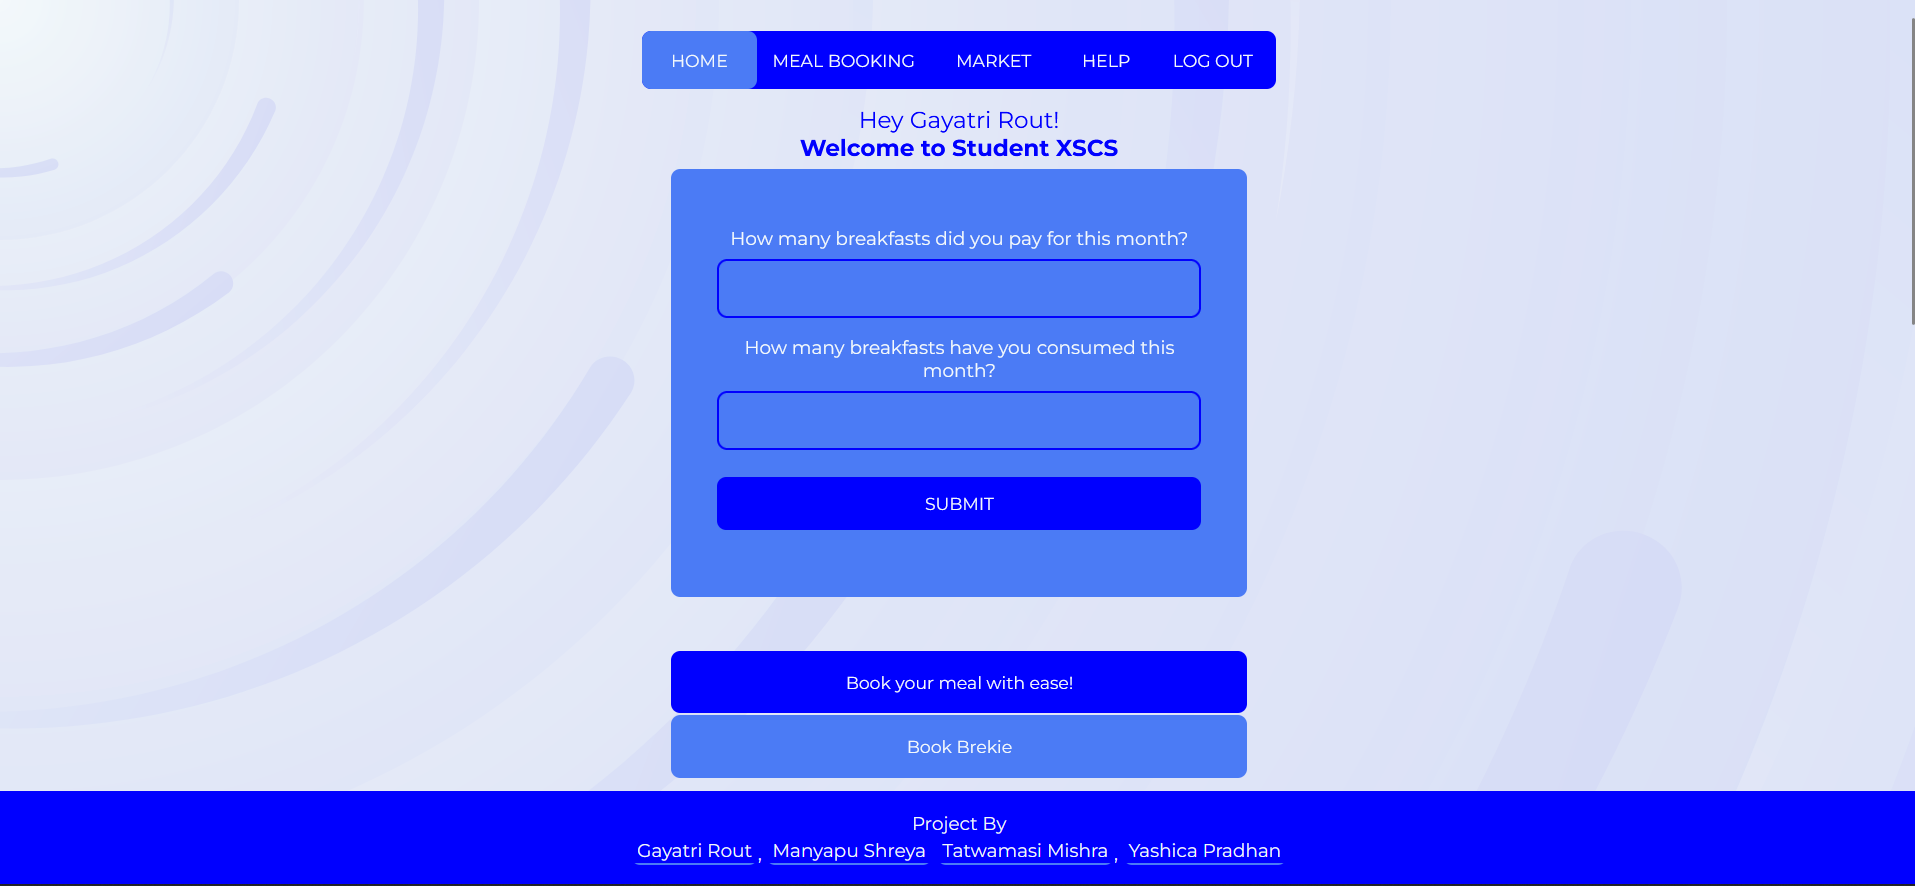 HOME MEAL BOOKING MARKET HELP LOG OUT
Hey Gayatri Rout!
Welcome to Student XSCS
How many breakfasts did you pay for this month?
How many breakfasts have you consumed this
month?
SUBMIT
Book your meal with ease!
Book Brekie
Project By
Gayatri Rout , Manyapu Shreya Tatwamasi Mishra , Yashica Pradhan